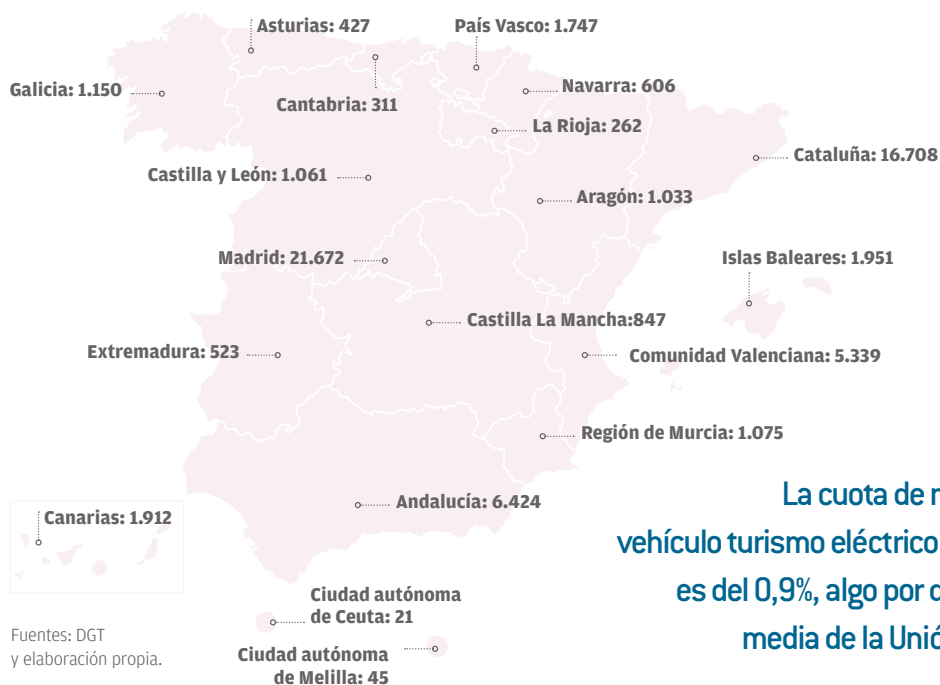 Asturias: 427
País Vasco: 1.747
Galicia: 1.150
Cantabria: 311
Navarra: 606
La Rioja: 262
Cataluña: 16.708
Castilla y León: 1.061
Aragón: 1.033
Madrid: 21.672
Islas Baleares: 1.951
Castilla La Mancha:847
Extremadura: 523
Comunidad Valenciana: 5.339
Región de Murcia: 1.075
Andalucía: 6.424
Canarias: 1.912
La cuota de
vehículo turismo eléctrico
es del 0,9%, algo por
media de la
Ciudad autónoma
de Ceuta: 21
Ciudad autónoma
de Melilla: 45
Fuentes: DGT
y elaboración propia.